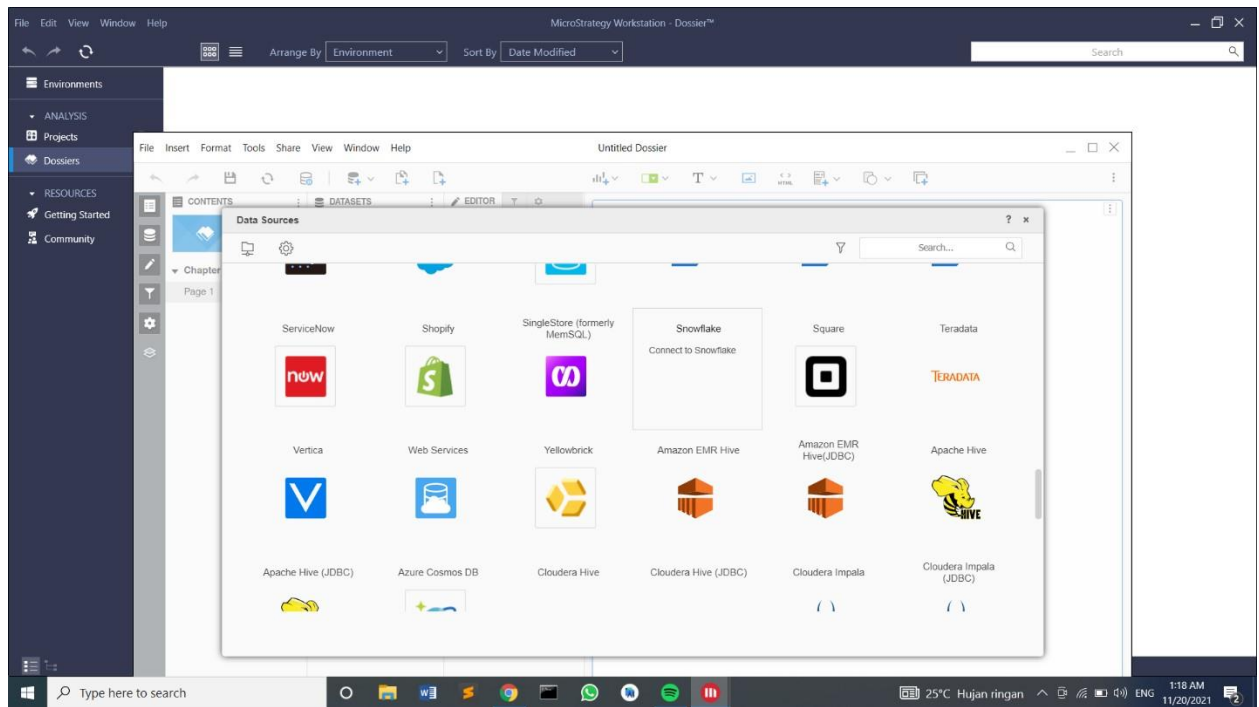 File Edit View Window Help
MicroStrategy Workstation - Dossier™
Arrange By Environment Sort By Date Modified
Search
Environments
ANALYSIS
Projects
Dossiers
RESOURCES
Getting Started
Community
File Insert Format Tools Share View Window Help
Untitled Dossier
T
HTML
CONTENTS
DATASETS
EDITOR
Chapter
Page 1
Data Sources
? ×
Search...
ServiceNow
Shopify
SingleStore (formerly
MemSQL)
Snowflake
Square
Teradata
Connect to Snowflake
now
S
TERADATA
Vertica
Web Services
Yellowbrick
Amazon EMR Hive
Amazon EMR
Hive(JDBC)
Apache Hive
V
HIVE
Apache Hive (JDBC)
Azure Cosmos DB
Cloudera Hive
Cloudera Hive (JDBC)
Cloudera Impala
Cloudera Impala
(JDBC)
Type here to search
25°C Hujan ringan
ENG
1:18 AM
11/20/2021
2